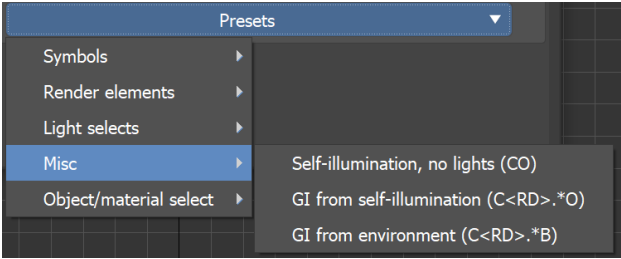 Presets
Symbols
Render elements
Light selects
Misc
Object/material select
Self-illumination, no lights (CO)
GI from self-illumination (C<RD>.*O)
GI from environment (C<RD>.*B)